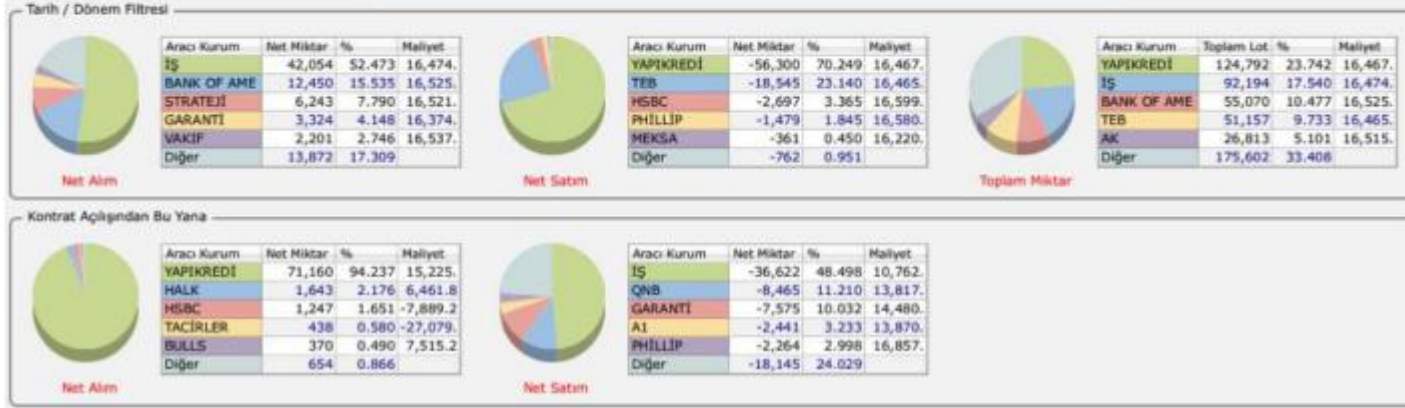 Tarih / Dönem Filtresi
Aracı Kurum Net Miktar % Maliyet
İŞ 42,054 52.473 16,474.
BANK OF AME 12,450 15.535 16,525.
STRATEJİ 6,243 7.790 16,521.
GARANTİ 3,324 4.148 16,374.
VAKIF 2,201 2.746 16,537.
Diğer 13,872 17.309
Net Alım
Aracı Kurum Net Miktar % Maliyet
YAPIKREDİ -56,300 70.249 16,467.
TEB -18,545 23.140 16,465.
HSBC -2,697 3.365 16,599.
PHİLLİP -1,479 1.845 16,580.
MEKSA -361 0.450 16,220.
Diğer -762 0.951
Net Satım
Aracı Kurum Toplam Lot % Maliyet
YAPIKREDİ 124,792 23.742 16,467.
İŞ 92,194 17.540 16,474.
BANK OF AME 55,070 10.477 16,525.
TEB 51,157 9.733 16,465.
AK 26,813 5.101 16,515.
Diğer 175,602 33.408
Toplam Miktar
Kontrat Açılışından Bu Yana
Aracı Kurum Net Miktar % Maliyet
YAPIKREDİ 71,160 94.237 15,225.
HALK 1,643 2.176 6,461.8
HSBC 1,247 1.651 -7,889.2
TACİRLER 438 0.580 -27,079.
BULLS 370 0.490 7,515.2
Diğer 654 0.866
Net Alım
Aracı Kurum Net Miktar % Maliyet
İŞ -36,622 48.498 10,762.
QNB -8,465 11.210 13,817.
GARANTİ -7,575 10.032 14,480.
A1 -2,441 3.233 13,870.
PHİLLİP -2,264 2.998 16,857.
Diğer -18,145 24.029
Net Satım